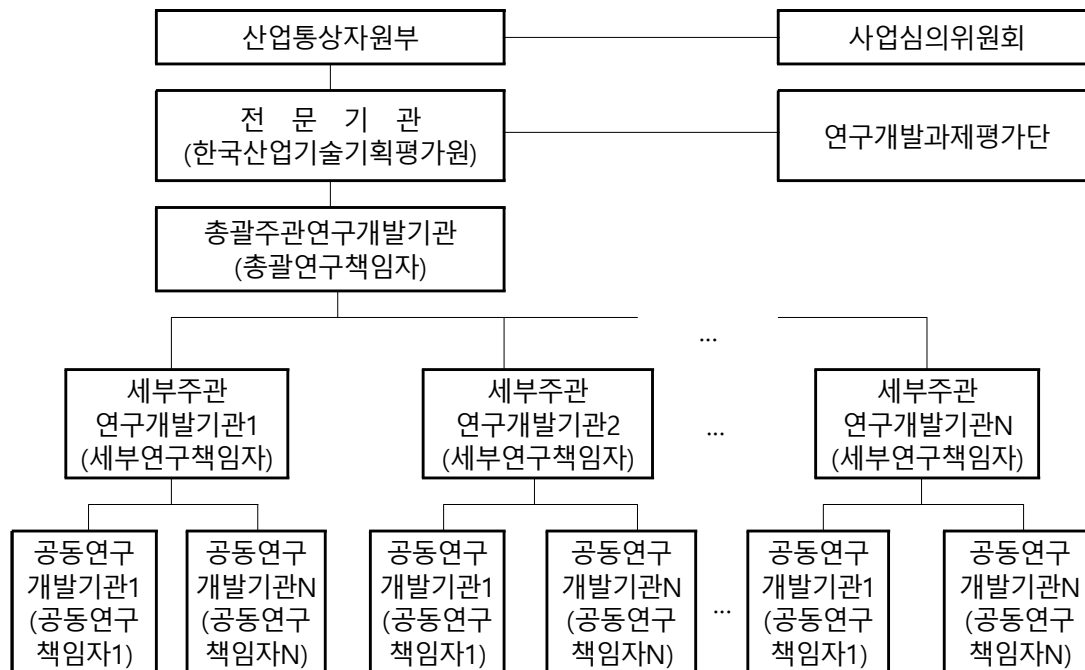 산업통상자원부
사업심의위원회
전 문 기 관
(한국산업기술기획평가원)
연구개발과제평가단
총괄주관연구개발기관
(총괄연구책임자)
...
세부주관
연구개발기관1
(세부연구책임자)
세부주관
연구개발기관2
(세부연구책임자)
...
세부주관
연구개발기관N
(세부연구책임자)
공동연구
개발기관1
(공동연구
책임자1)
공동연구
개발기관N
(공동연구
책임자N)
공동연구
개발기관1
(공동연구
책임자1)
공동연구
개발기관N
(공동연구
책임자N)
...
공동연구
개발기관1
(공동연구
책임자1)
공동연구
개발기관N
(공동연구
책임자N)